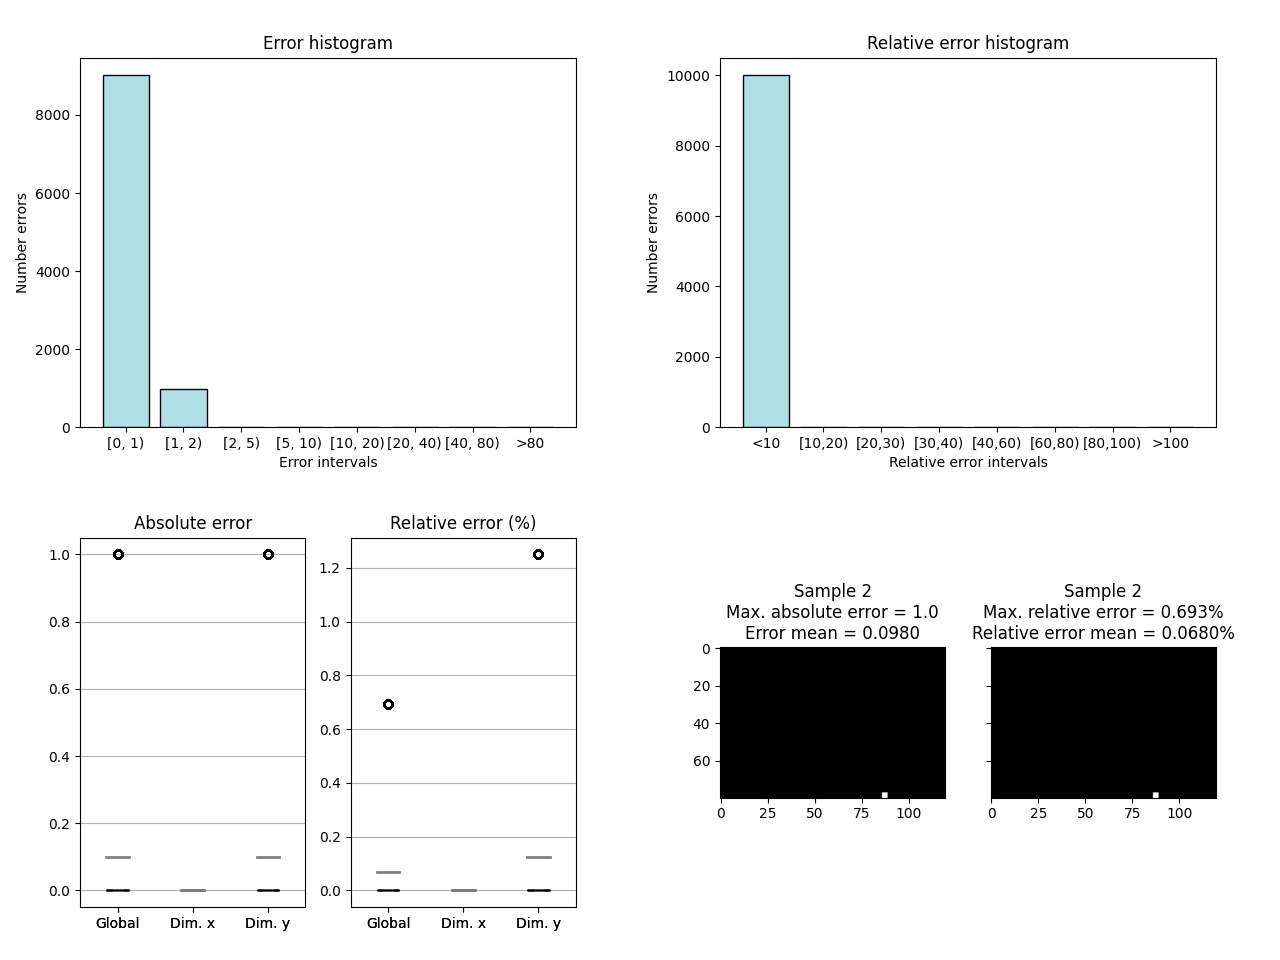 Error histogram
Number errors
8000
6000
4000
2000
0
[0, 1) [1, 2) [2, 5) [5, 10) [10, 20) [20, 40) [40, 80) >80
Error intervals
Relative error histogram
Number errors
10000
8000
6000
4000
2000
0
<10 [10,20) [20,30) [30,40) [40,60) [60,80) [80,100) >100
Relative error intervals
Absolute error
1.0
0.8
0.6
0.4
0.2
0.0
Global Dim. x Dim. y
Relative error (%)
1.2
1.0
0.8
0.6
0.4
0.2
0.0
Global Dim. x Dim. y
Sample 2
Max. absolute error = 1.0
Error mean = 0.0980
0
20
40
60
0 25 50 75 100
Sample 2
Max. relative error = 0.693%
Relative error mean = 0.0680%
0 25 50 75 100